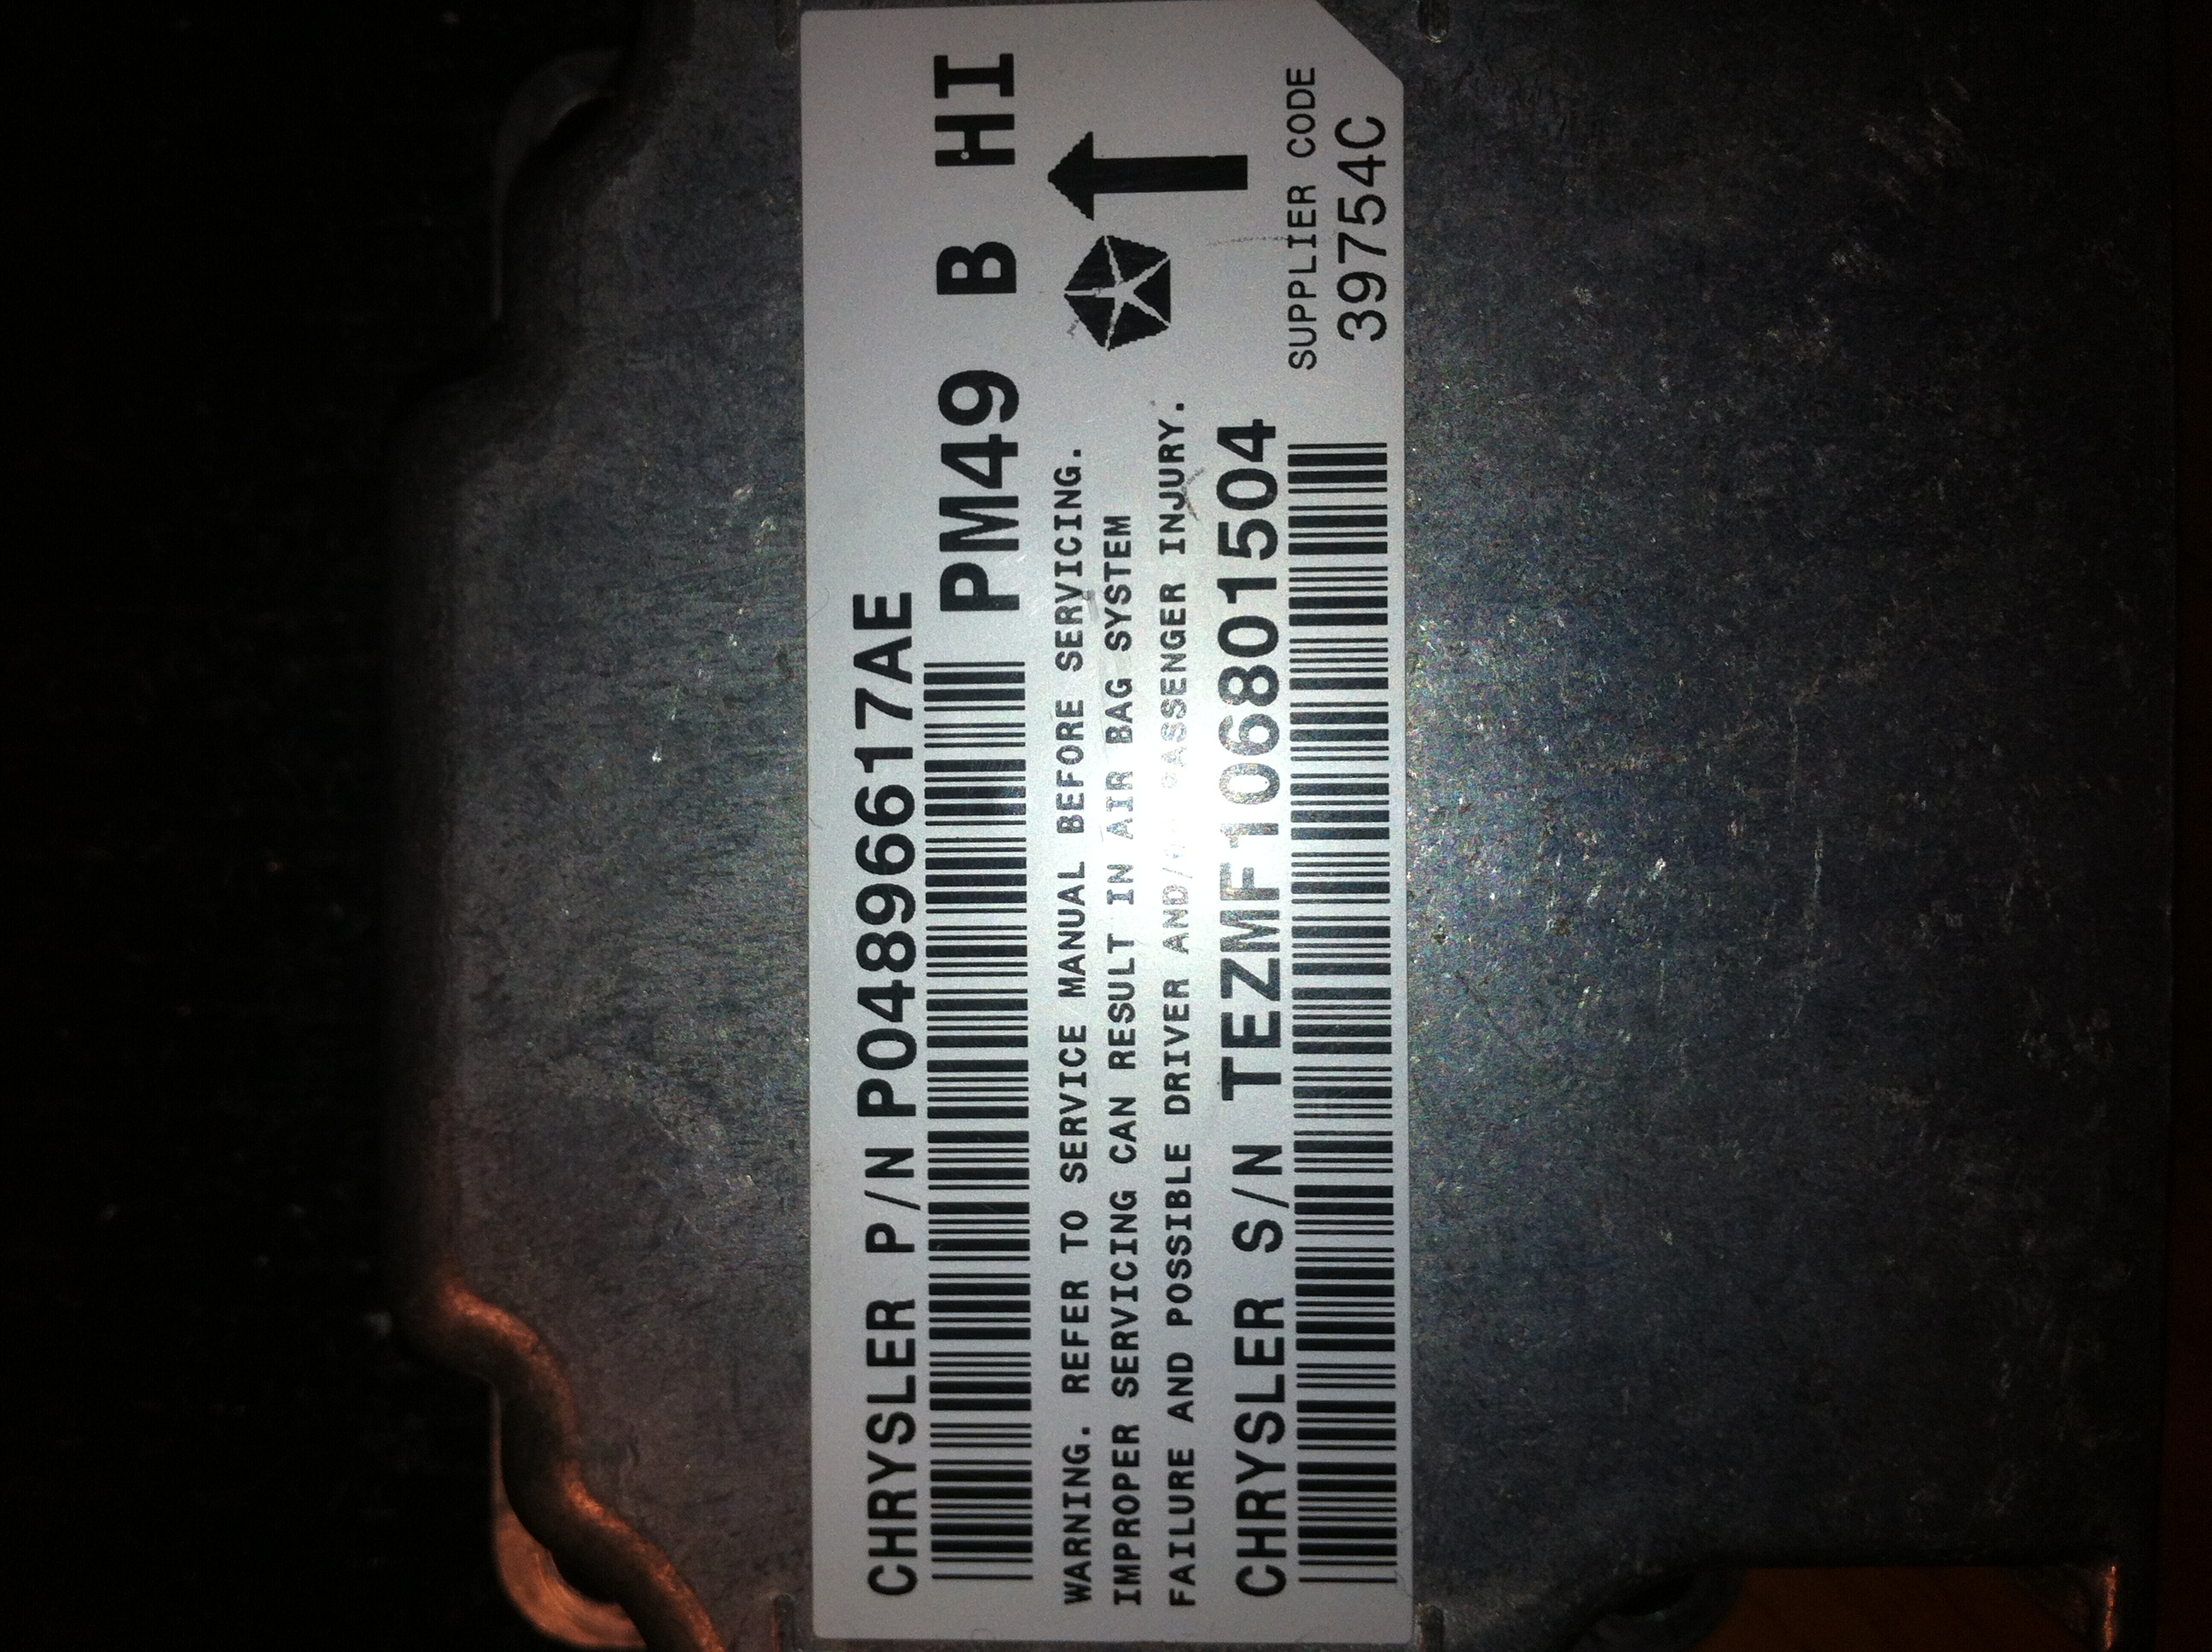 CHRYSLER P/N P04896617AE
PM49 B HI
WARNING. REFER TO SERVICE MANUAL BEFORE SERVICING.
IMPROPER SERVICING CAN RESULT IN AIR BAG SYSTEM
FAILURE AND POSSIBLE DRIVER AND/ PASSENGER INJURY.
CHRYSLER S/N TEZMF106801504
SUPPLIER CODE
39754C